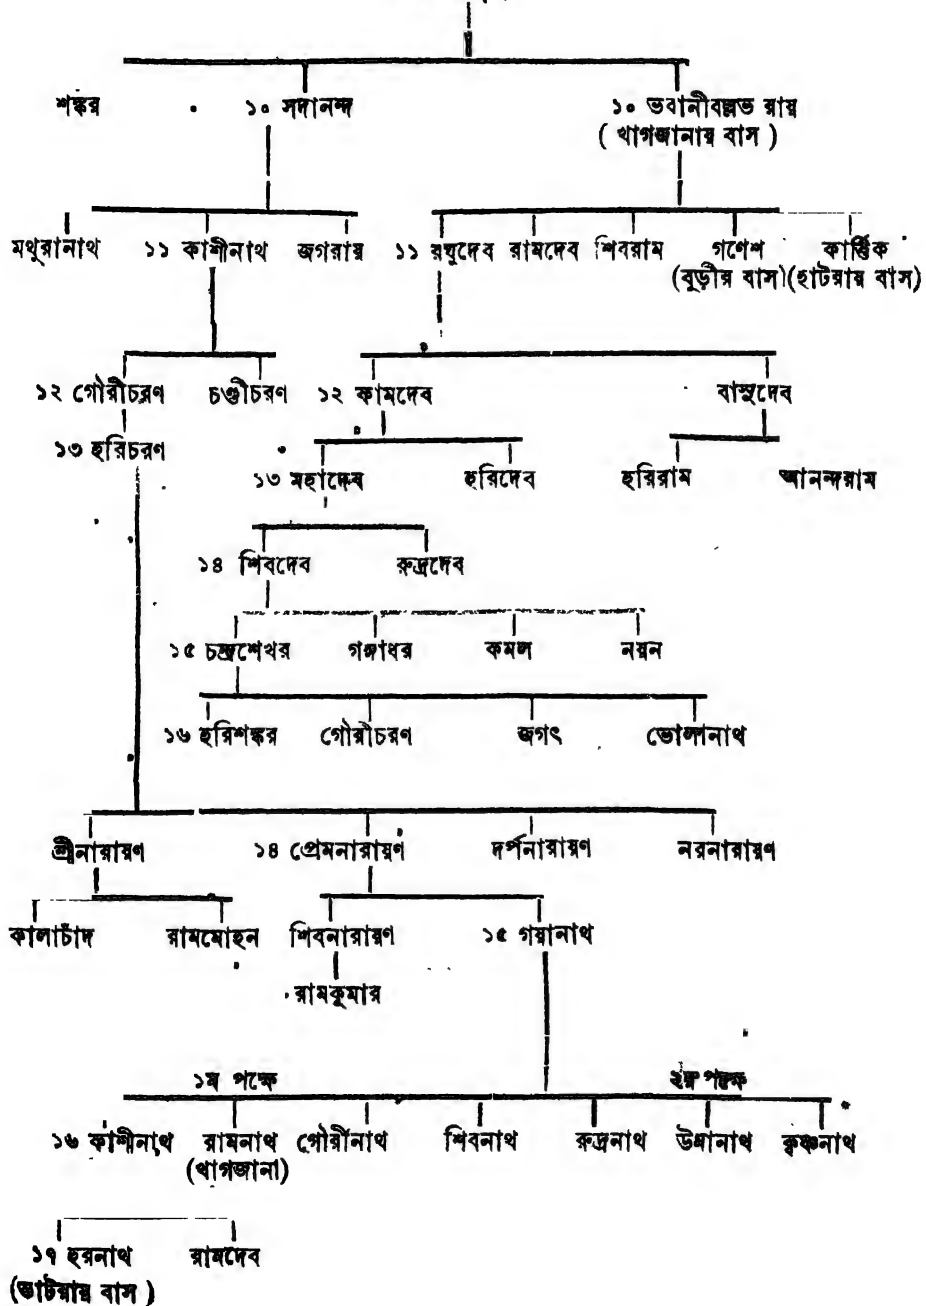 শঙ্কর ১০ সদানন্দ ১০ ভবানীবল্লভ রায়
( থাগজানায় বাস )
মথুরানাথ ১১ কাশীনাথ জগরায় ১১ রঘুদেব রামদেব শিবরাম গণেশ কার্ত্তিক
(বুড়ীর বাস) (হাটরায় বাস)
১২ গৌরীচরণ চণ্ডীচরণ ১২ কামদেব বাসুদেব
১৩ হরিচরণ
১৩ মহাদেব হরিদেব হরিরাম আনন্দরাম
১৪ শিবদেব রুদ্রদেব
১৫ চন্দ্রশেখর গঙ্গাধর কমল নয়ন
১৬ হরিশঙ্কর গৌরীচরণ জগৎ ভোলানাথ
শ্রীনারায়ণ ১৪ প্রেমনারায়ণ দর্পনারায়ণ নরনারায়ণ
কালাচাঁদ রামমোহন শিবনারায়ণ ১৫ গয়ানাথ
রামকুমার
১ম পক্ষে ২য় পক্ষে
১৬ কাশীনাথ রামনাথ গৌরীনাথ শিবনাথ রুদ্রনাথ উমানাথ কৃষ্ণনাথ
(থাগজানা)
১৭ হরনাথ রামদেব
(ভাটরায় বাস )